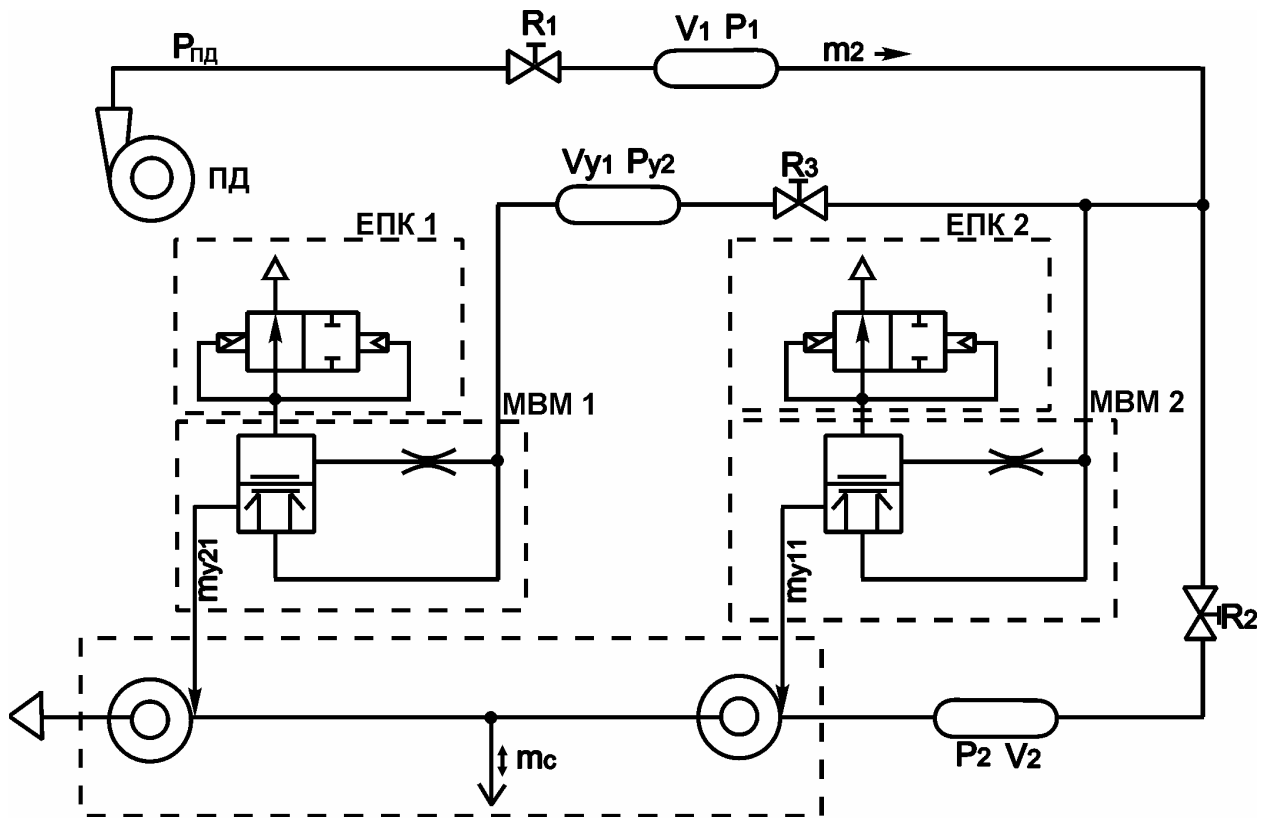 R1
V1 P1
PПД
m2
Vy1 Py2
R3
ПД
ЕПК 1
ЕПК 2
МВМ 1
МВМ 2
my21
my11
R2
mc
P2 V2